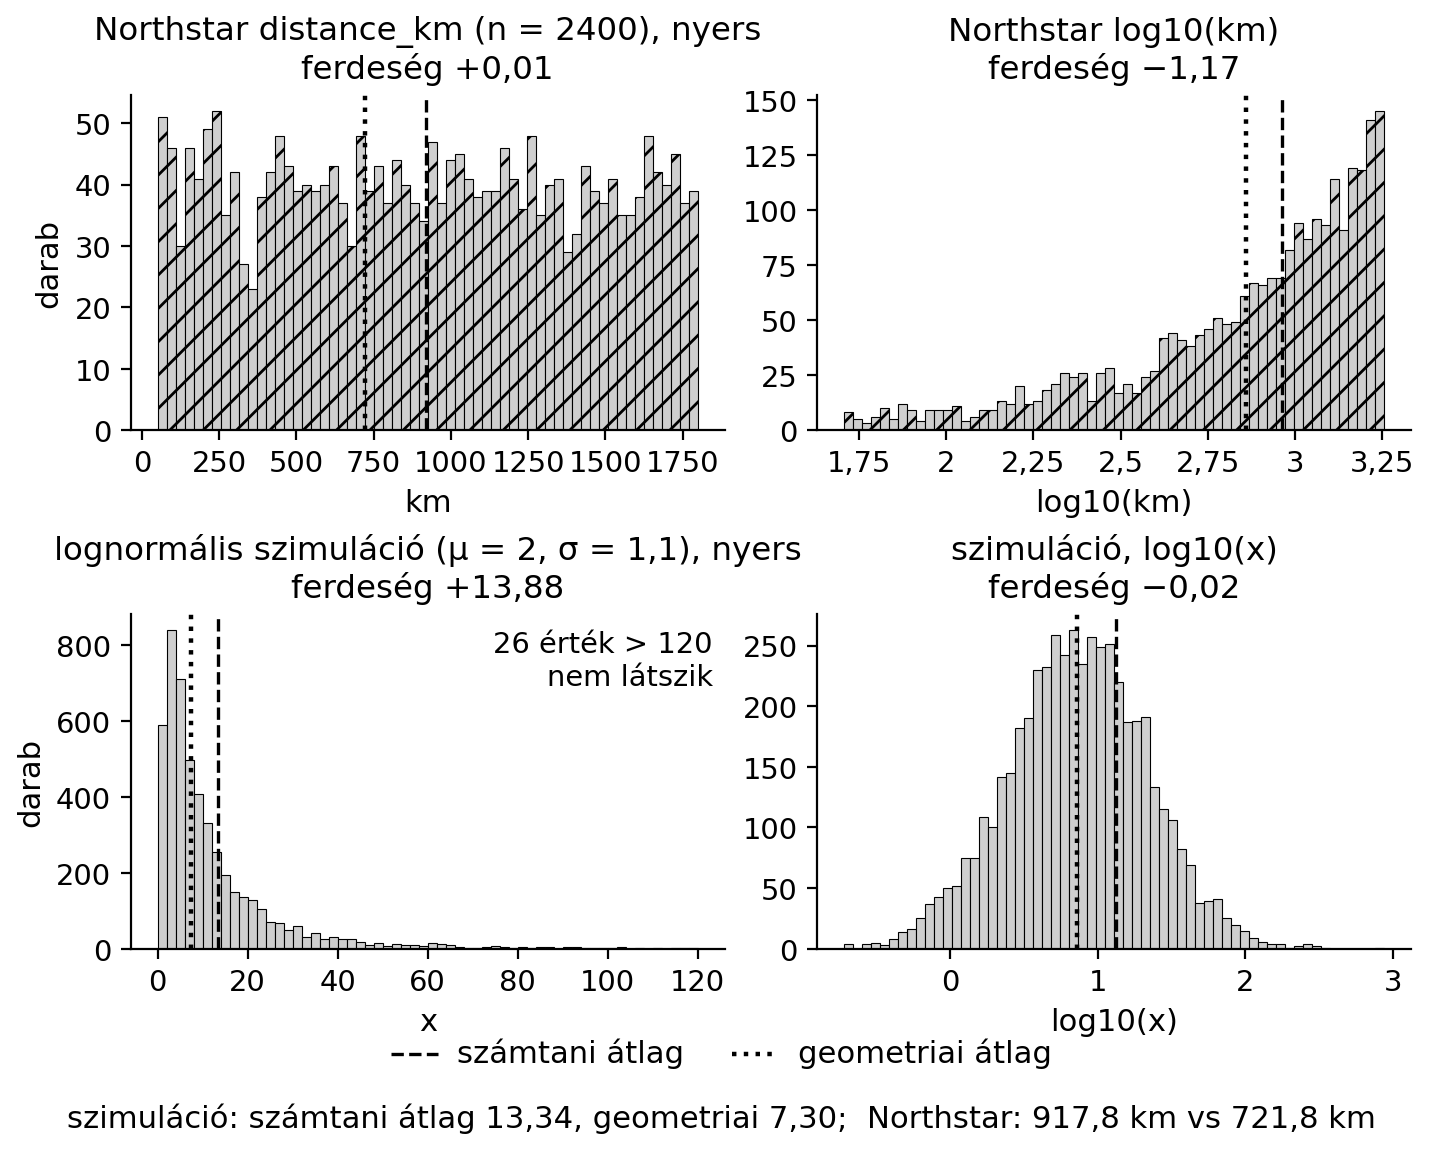 Northstar distance_km (n = 2400), nyers
ferdeség +0,01
darab
50
40
30
20
10
0
0 250 500 750 1000 1250 1500 1750
km
Northstar log10(km)
ferdeség −1,17
150
125
100
75
50
25
0
1,75 2 2,25 2,5 2,75 3 3,25
log10(km)
lognormális szimuláció (μ = 2, σ = 1,1), nyers
ferdeség +13,88
26 érték > 120
nem látszik
darab
800
600
400
200
0
0 20 40 60 80 100 120
x
szimuláció, log10(x)
ferdeség −0,02
250
200
150
100
50
0
0 1 2 3
log10(x)
számtani átlag geometriai átlag
szimuláció: számtani átlag 13,34, geometriai 7,30; Northstar: 917,8 km vs 721,8 km